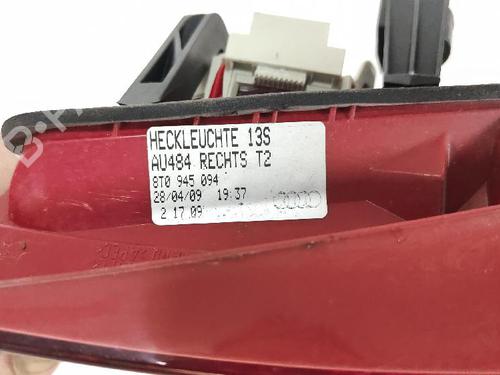 HECKLEUCHTE 13S
AU484 RECHTS T2
8T0 945 094
28/04/09 19:37
2 17.09